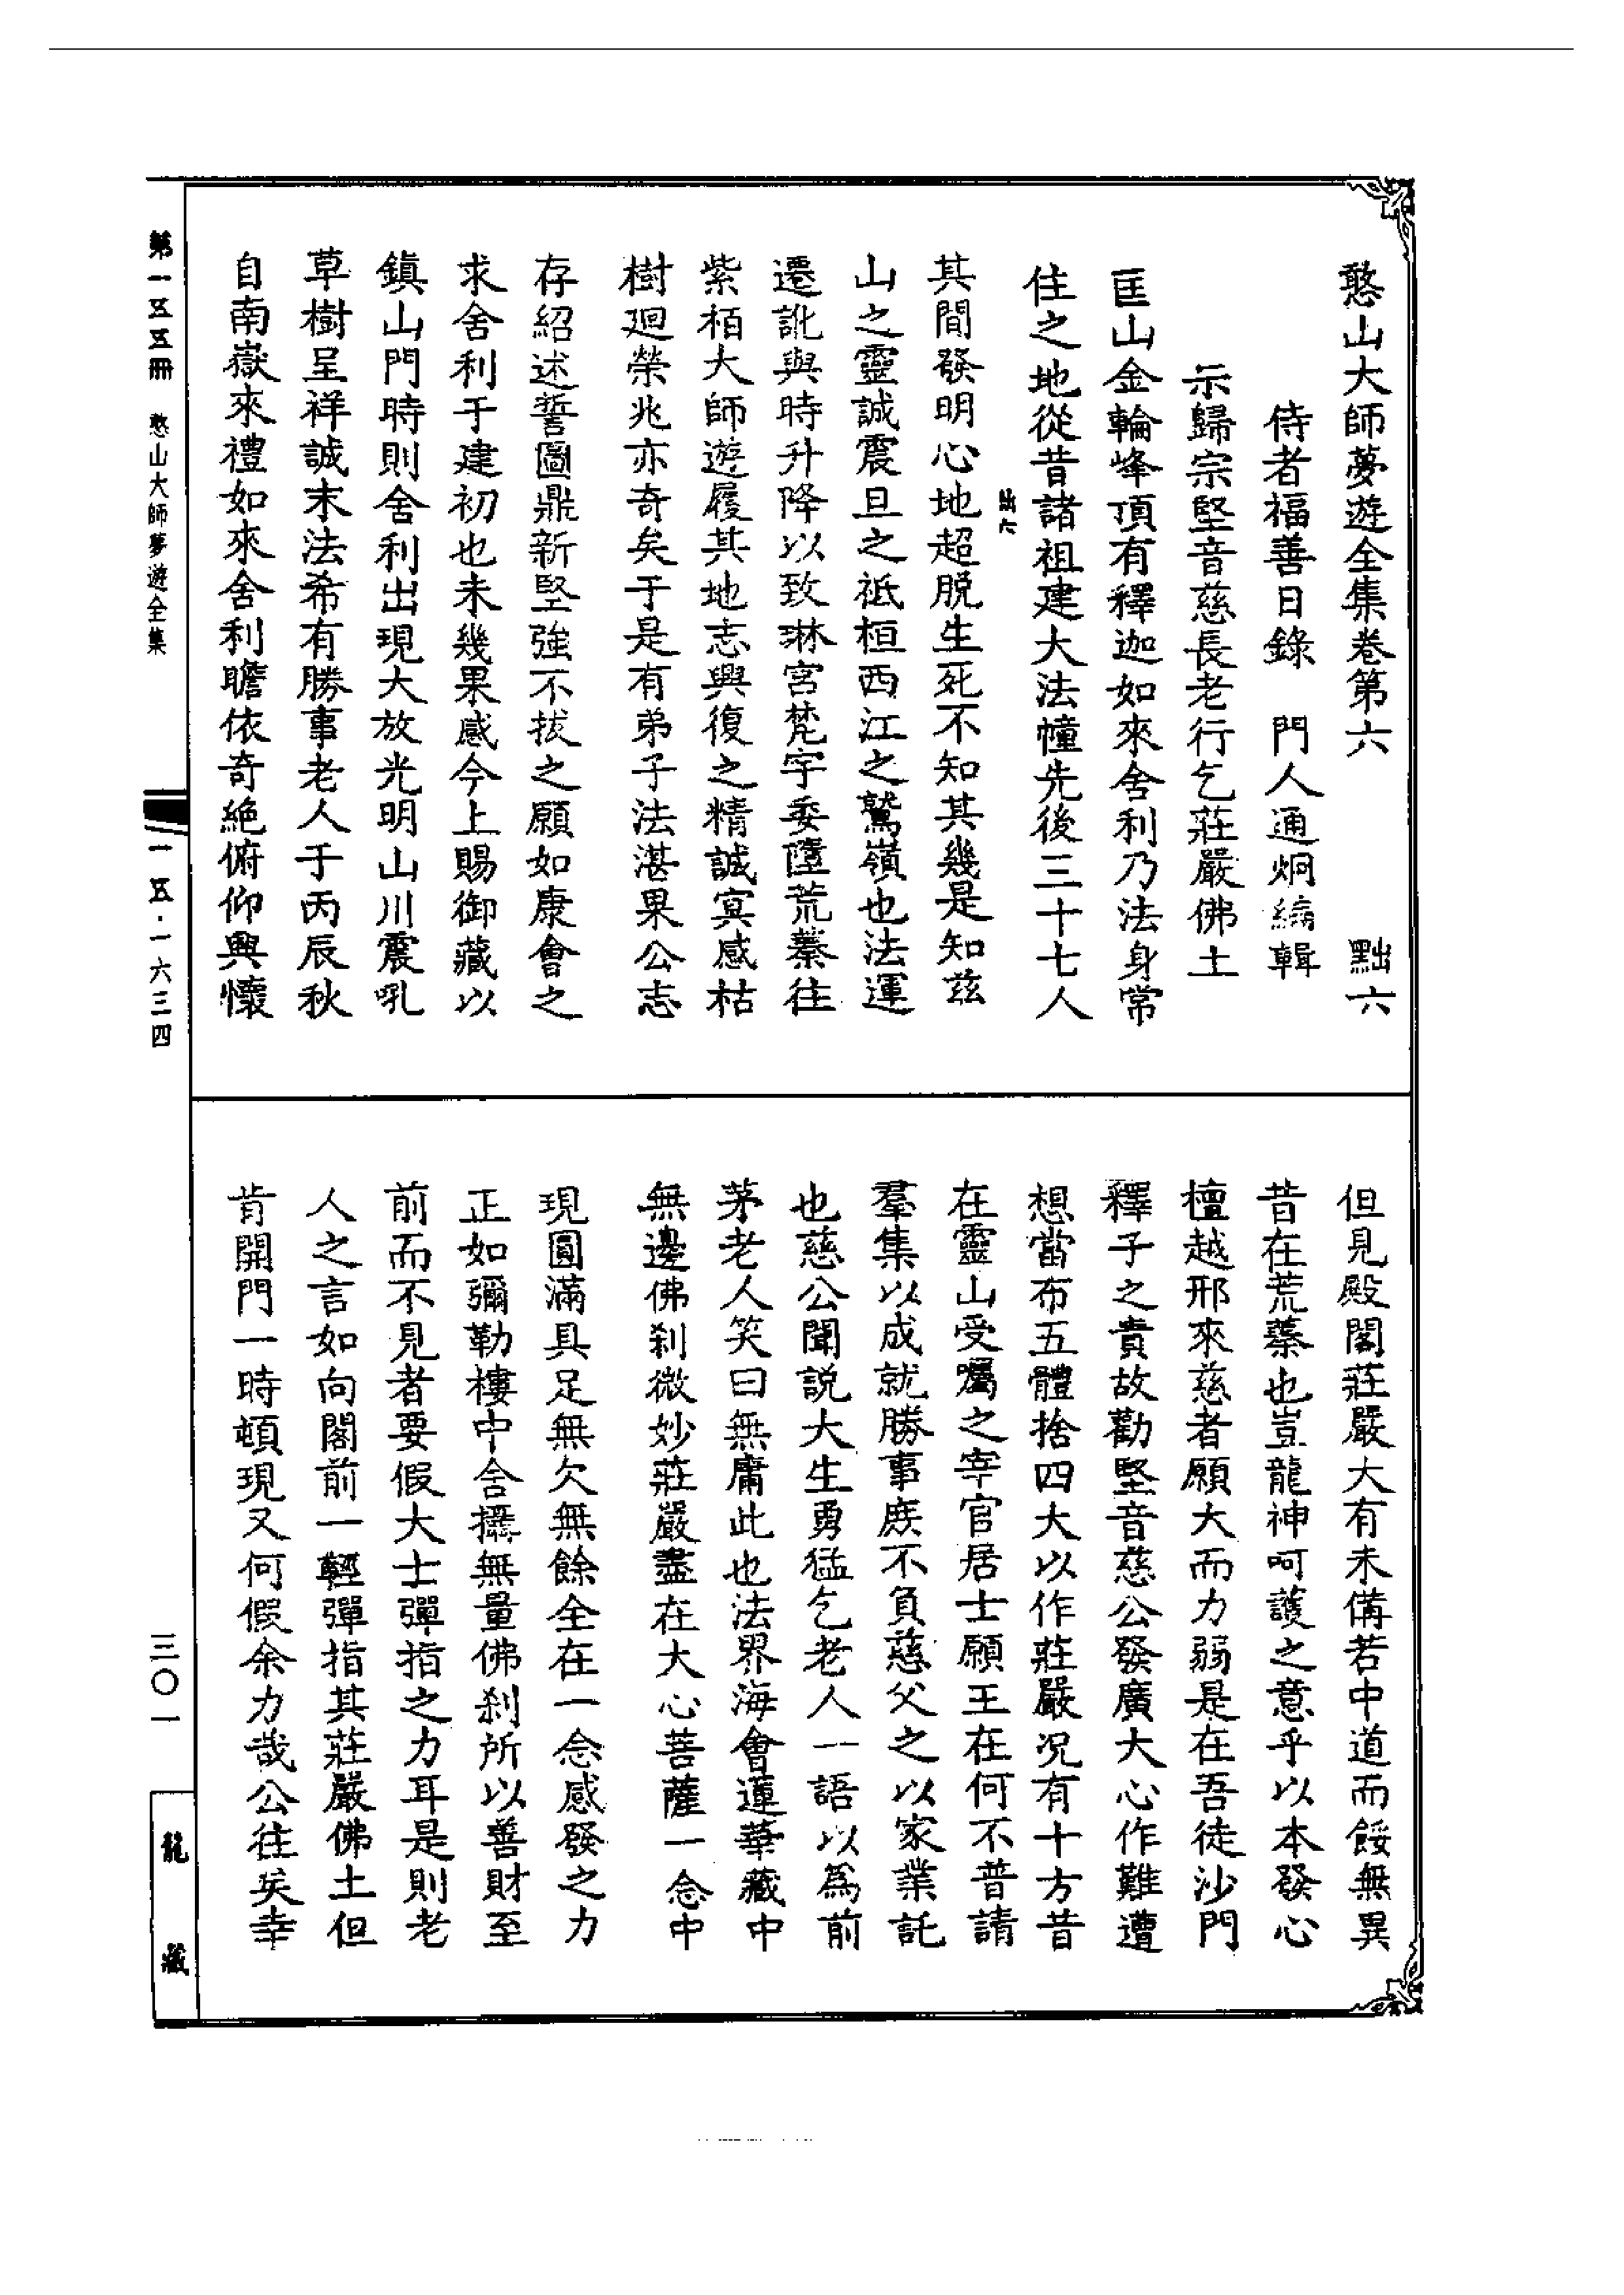 憨山大師夢遊全集卷第六　　　黜六
侍者福善日錄　門人通炯編輯
示歸宗堅音慈長老行乞莊嚴佛土
匡山金輪峰頂有釋迦如來舍利乃法身常
住之地從昔諸祖建大法幢先後三十七人
黜六
其間發明心地超脫生死不知其幾是知茲
山之靈誠震旦之祗桓西江之鷲嶺也法運
遷訛與時升降以致琳宮梵宇委墮荒蓁往
紫栢大師遊履其地志興復之精誠冥感枯
樹迴榮兆亦奇矣于是有弟子法湛果公志
存紹述誓圖鼎新堅強不拔之願如康會之
求舍利于建初也未幾果感今上賜御藏以
鎮山門時則舍利出現大放光明山川震吼
草樹呈祥誠末法希有勝事老人于丙辰秋
自南嶽來禮如來舍利瞻依奇絕俯仰興懷
但見殿閣莊嚴大有未備若中道而餒無異
昔在荒蓁也豈龍神呵護之意乎以本發心
檀越邢來慈者願大而力弱是在吾徒沙門
釋子之責故勸堅音慈公發廣大心作難遭
想當布五體捨四大以作莊嚴況有十方昔
在靈山受囑之宰官居士願王在何不普請
羣集以成就勝事庶不負慈父之以家業託
也慈公聞說大生勇猛乞老人一語以為前
茅老人笑曰無庸此也法界海會蓮華藏中
無邊佛剎微妙莊嚴盡在大心菩薩一念中
現圓滿具足無欠無餘全在一念感發之力
正如彌勒樓中含攝無量佛剎所以善財至
前而不見者要假大士彈指之力耳是則老
人之言如向閣前一輕彈指其莊嚴佛土但
肯開門一時頓現又何假余力哉公往矣幸
第一五五冊　憨山大師夢遊全集
一五·一六三四
三〇一
龍藏